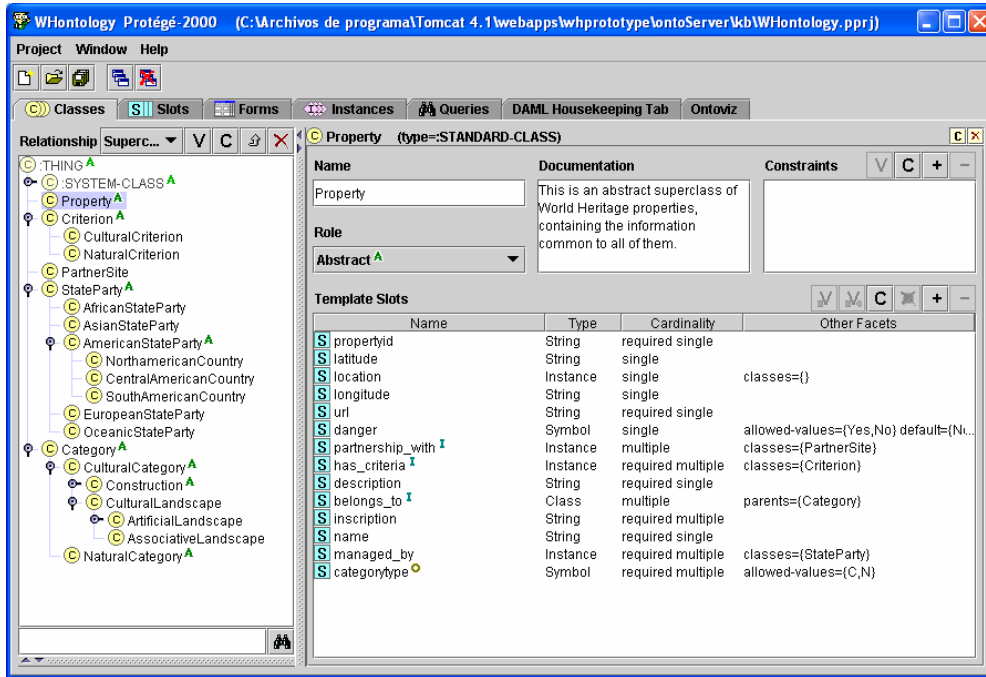 WHontology Protégé-2000 (C:\Archivos de programa\Tomcat 4.1\webapps\whprototype\ontoServer\kb\WHontology.pprj)
Project Window Help
C Classes S Slots Forms Instances Queries DAML Housekeeping Tab Ontoviz
Relationship Superc... V C
C Property (type=:STANDARD-CLASS) C
C :THING A
C :SYSTEM-CLASS A
C Property A
C Criterion A
C CulturalCriterion
C NaturalCriterion
C PartnerSite
C StateParty A
C AfricanStateParty
C AsianStateParty
C AmericanStateParty A
C NorthamericanCountry
C CentralAmericanCountry
C SouthAmericanCountry
C EuropeanStateParty
C OceanicStateParty
C Category A
C CulturalCategory A
C Construction A
C CulturalLandscape
C ArtificialLandscape
C AssociativeLandscape
C NaturalCategory A
Name Documentation Constraints V C + −
Property
This is an abstract superclass of
World Heritage properties,
containing the information
common to all of them.
Role
Abstract A
Template Slots V V C + −
Name Type Cardinality Other Facets
S propertyid String required single
S latitude String single
S location Instance single classes={}
S longitude String single
S url String required single
S danger Symbol single allowed-values={Yes,No} default={N...
S partnership_with I Instance multiple classes={PartnerSite}
S has_criteria I Instance required multiple classes={Criterion}
S description String required single
S belongs_to I Class multiple parents={Category}
S inscription String required multiple
S name String required single
S managed_by Instance required multiple classes={StateParty}
S categorytype Symbol required multiple allowed-values={C,N}